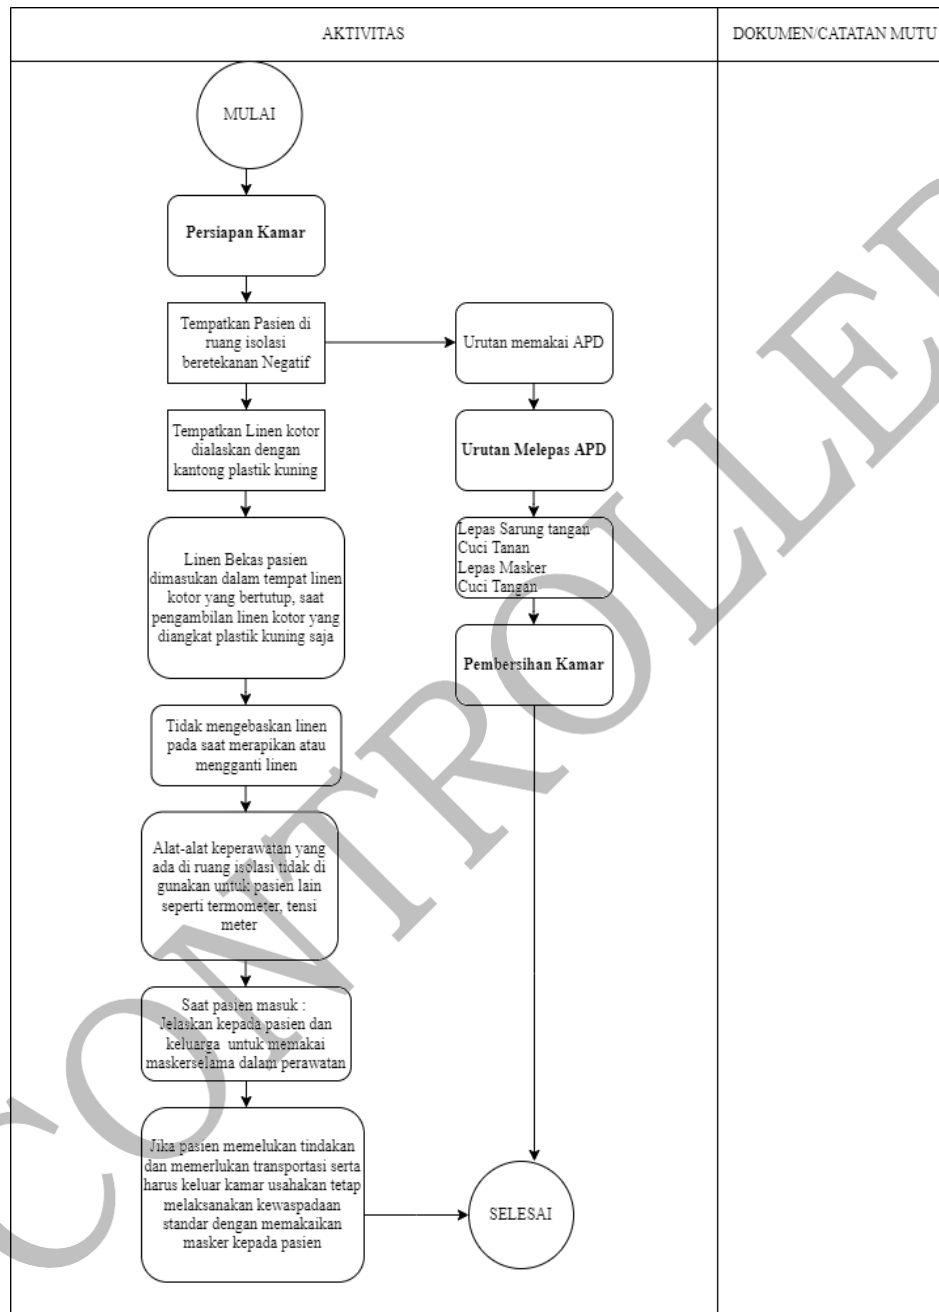 AKTIVITAS
DOKUMEN/CATATAN MUTU
MULAI
Persiapan Kamar
Tempatkan Pasien di
ruang isolasi
beretekanan Negatif
Urutan memakai APD
Tempatkan Linen kotor
dialaskan dengan
kantong plastik kuning
Urutan Melepas APD
Linen Bekas pasien
dimasukan dalam tempat linen
kotor yang bertutup, saat
pengambilan linen kotor yang
diangkat plastik kuning saja
Lepas Sarung tangan
Cuci Tanan
Lepas Masker
Cuci Tangan
Pembersihan Kamar
Tidak mengebaskan linen
pada saat merapikan atau
mengganti linen
Alat-alat keperawatan yang
ada di ruang isolasi tidak di
gunakan untuk pasien lain
seperti termometer, tensi
meter
Saat pasien masuk :
Jelaskan kepada pasien dan
keluarga untuk memakai
maskerselama dalam perawatan
Jika pasien memelukan tindakan
dan memerlukan transportasi serta
harus keluar kamar usahakan tetap
melaksanakan kewaspadaan
standar dengan memakaikan
masker kepada pasien
SELESAI
CONTROLLED